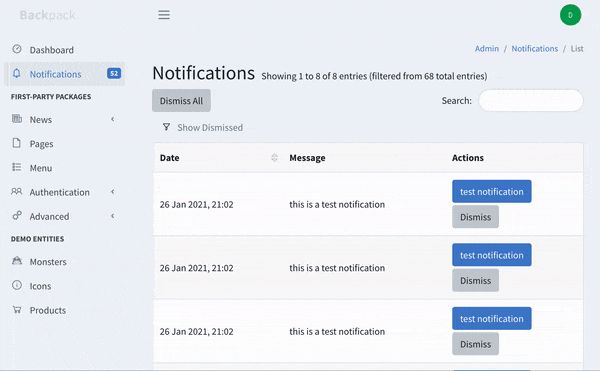 Backpack
D
Admin / Notifications / List
Dashboard
Notifications 52
FIRST-PARTY PACKAGES
News
Pages
Menu
Authentication
Advanced
DEMO ENTITIES
Monsters
Icons
Products
Notifications Showing 1 to 8 of 8 entries (filtered from 68 total entries)
Dismiss All
Search:
Show Dismissed
Date Message Actions
26 Jan 2021, 21:02 this is a test notification
test notification
Dismiss
26 Jan 2021, 21:02 this is a test notification
test notification
Dismiss
26 Jan 2021, 21:02 this is a test notification
test notification
Dismiss